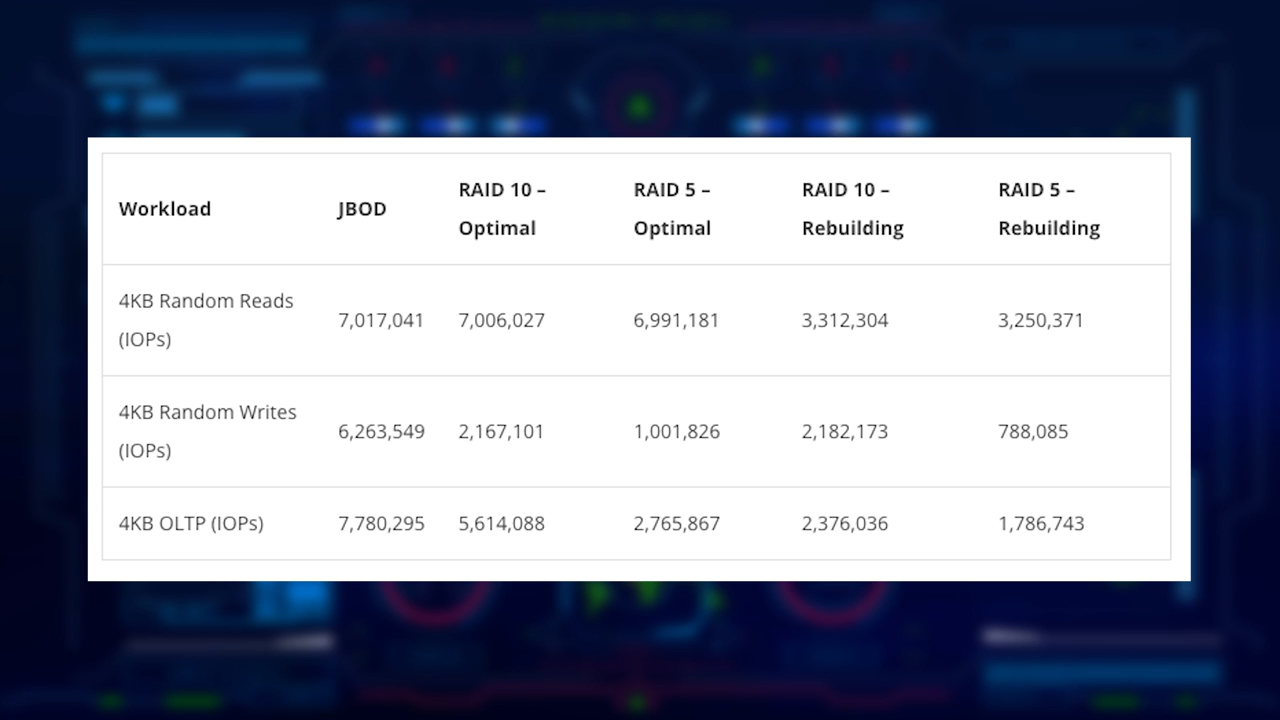 Workload JBOD RAID 10 – Optimal RAID 5 – Optimal RAID 10 – Rebuilding RAID 5 – Rebuilding
4KB Random Reads (IOPs) 7,017,041 7,006,027 6,991,181 3,312,304 3,250,371
4KB Random Writes (IOPs) 6,263,549 2,167,101 1,001,826 2,182,173 788,085
4KB OLTP (IOPs) 7,780,295 5,614,088 2,765,867 2,376,036 1,786,743